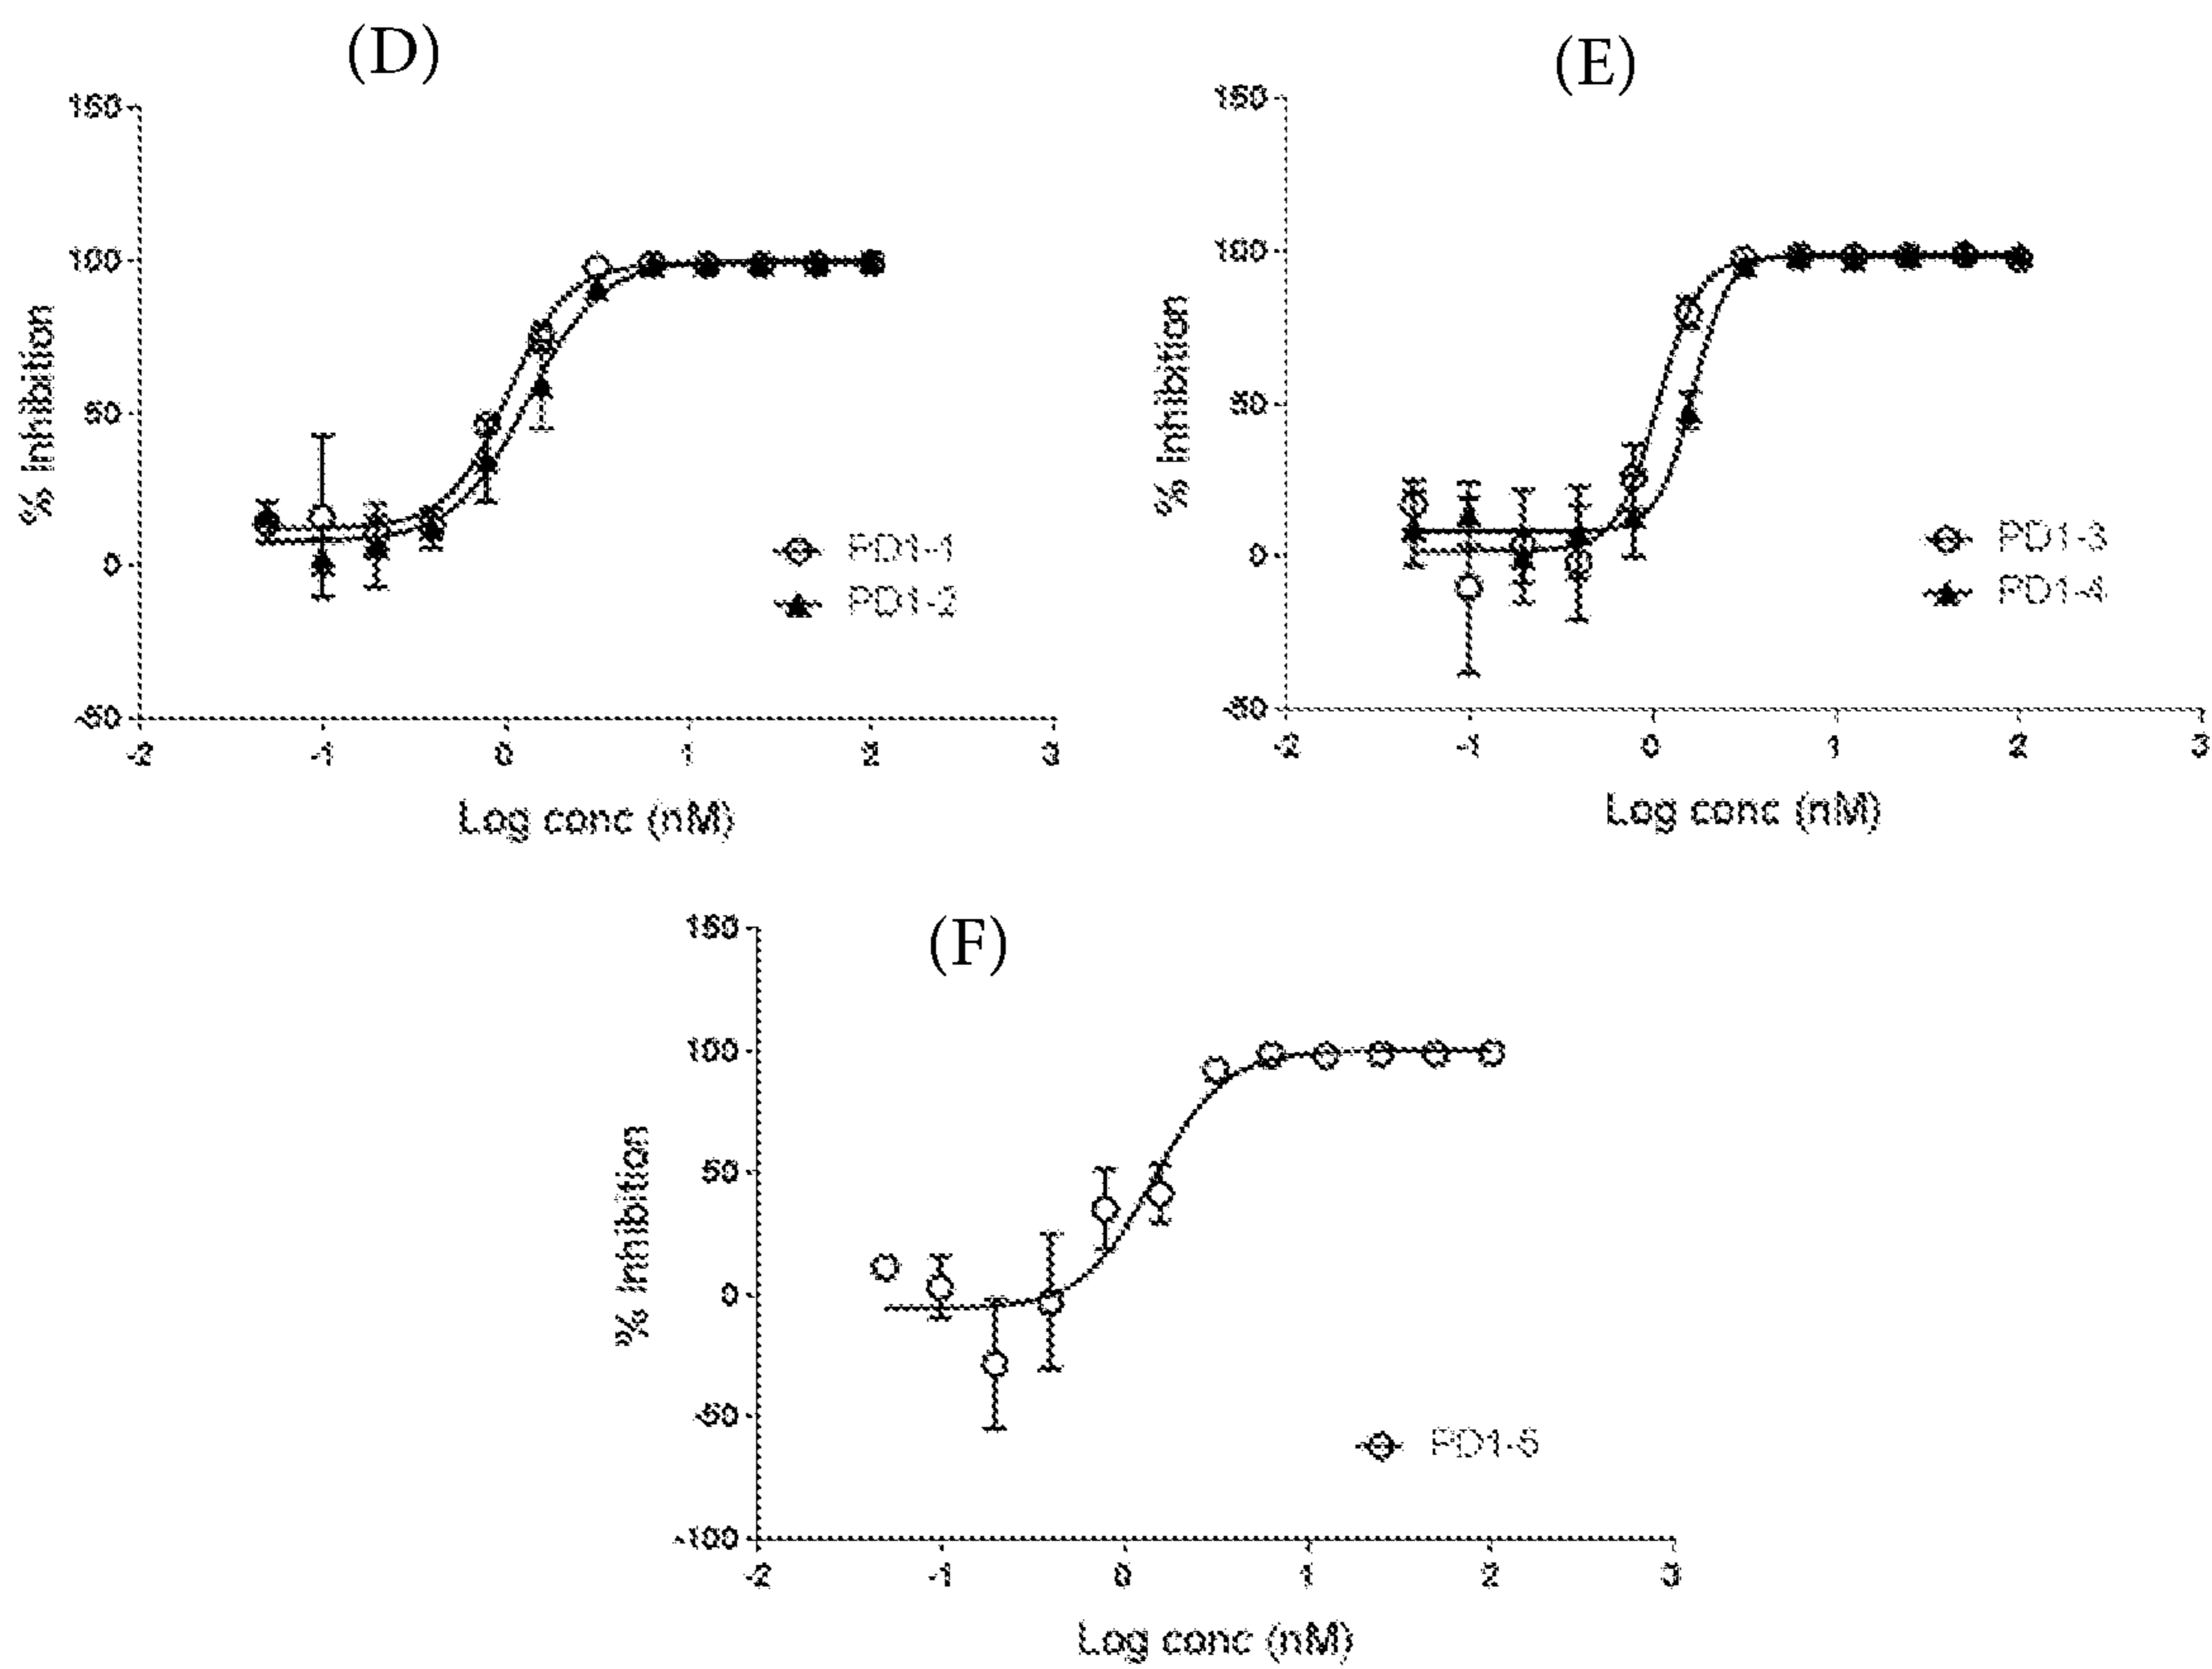 (D)
150
100
50
0
-50
-2 -1 0 1 2 3
% Inhibition
Log conc (nM)
PD1-1
PD1-2
(E)
150
100
50
0
-50
-2 -1 0 1 2 3
% Inhibition
Log conc (nM)
PD1-3
PD1-4
(F)
150
100
50
0
-50
-100
-2 -1 0 1 2 3
% Inhibition
Log conc (nM)
PD1-5